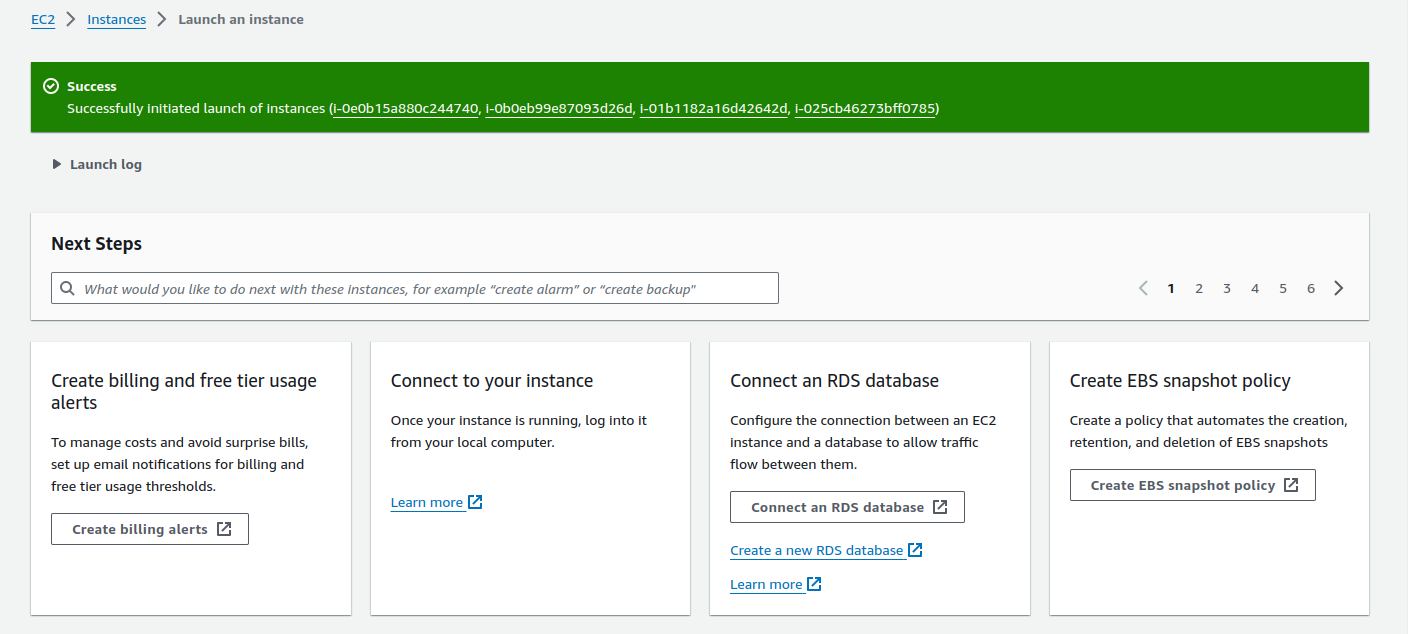 EC2 Instances Launch an instance
Success
Successfully initiated launch of instances (i-0e0b15a880c244740, i-0b0eb99e87093d26d, i-01b1182a16d42642d, i-025cb46273bff0785)
Launch log
Next Steps
What would you like to do next with these instances, for example “create alarm” or “create backup”
1 2 3 4 5 6
Create billing and free tier usage
alerts
To manage costs and avoid surprise bills,
set up email notifications for billing and
free tier usage thresholds.
Create billing alerts
Connect to your instance
Once your instance is running, log into it
from your local computer.
Learn more
Connect an RDS database
Configure the connection between an EC2
instance and a database to allow traffic
flow between them.
Connect an RDS database
Create a new RDS database
Learn more
Create EBS snapshot policy
Create a policy that automates the creation,
retention, and deletion of EBS snapshots
Create EBS snapshot policy